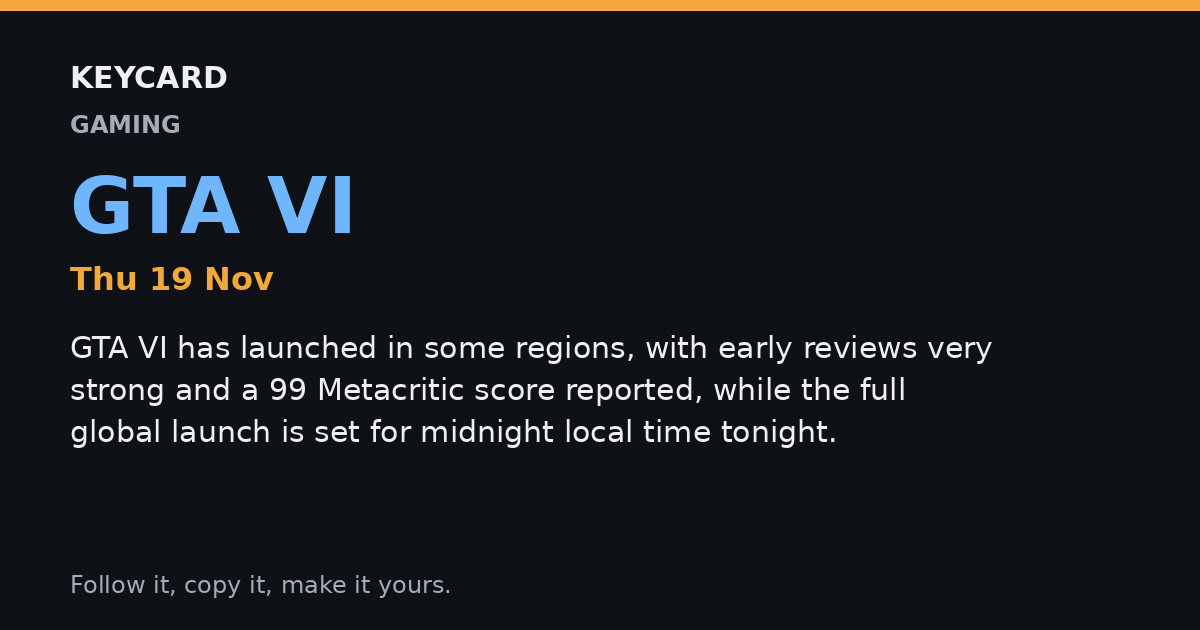 KEYCARD
GAMING
GTA VI
Thu 19 Nov
GTA VI has launched in some regions, with early reviews very
strong and a 99 Metacritic score reported, while the full
global launch is set for midnight local time tonight.
Follow it, copy it, make it yours.